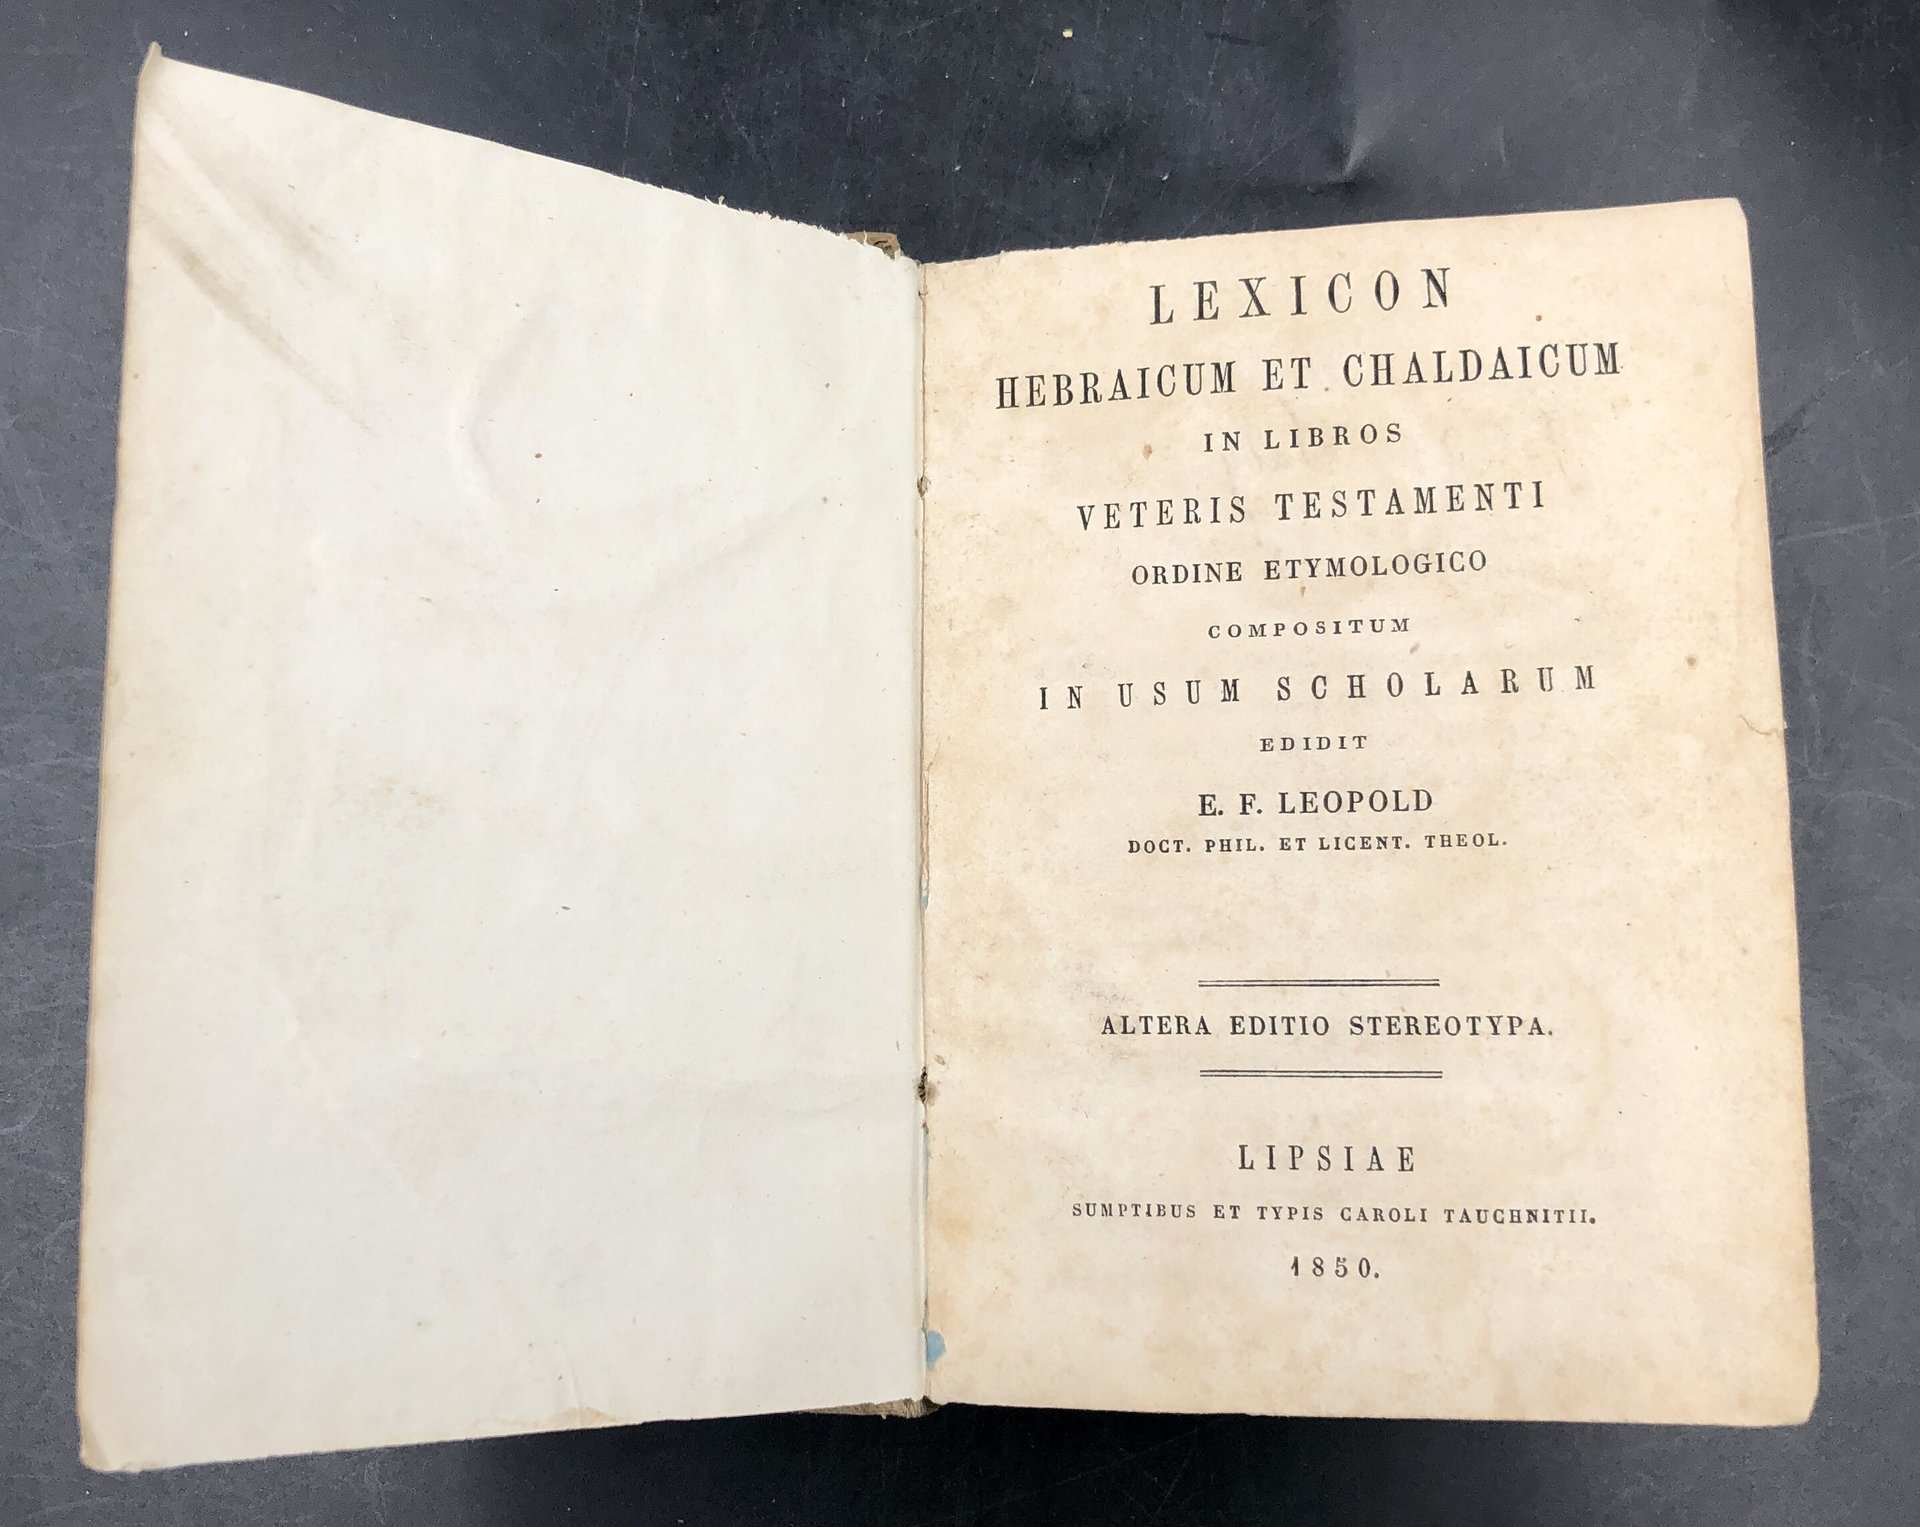 LEXICON
HEBRAICUM ET CHALDAICUM
IN LIBROS
VETERIS TESTAMENTI
ORDINE ETYMOLOGICO
COMPOSITUM
IN USUM SCHOLARUM
EDIDIT
E. F. LEOPOLD
DOCT. PHIL. ET LICENT. THEOL.
ALTERA EDITIO STEREOTYPA.
LIPSIAE
SUMPTIBUS ET TYPIS CAROLI TAUCHNITII.
1850.